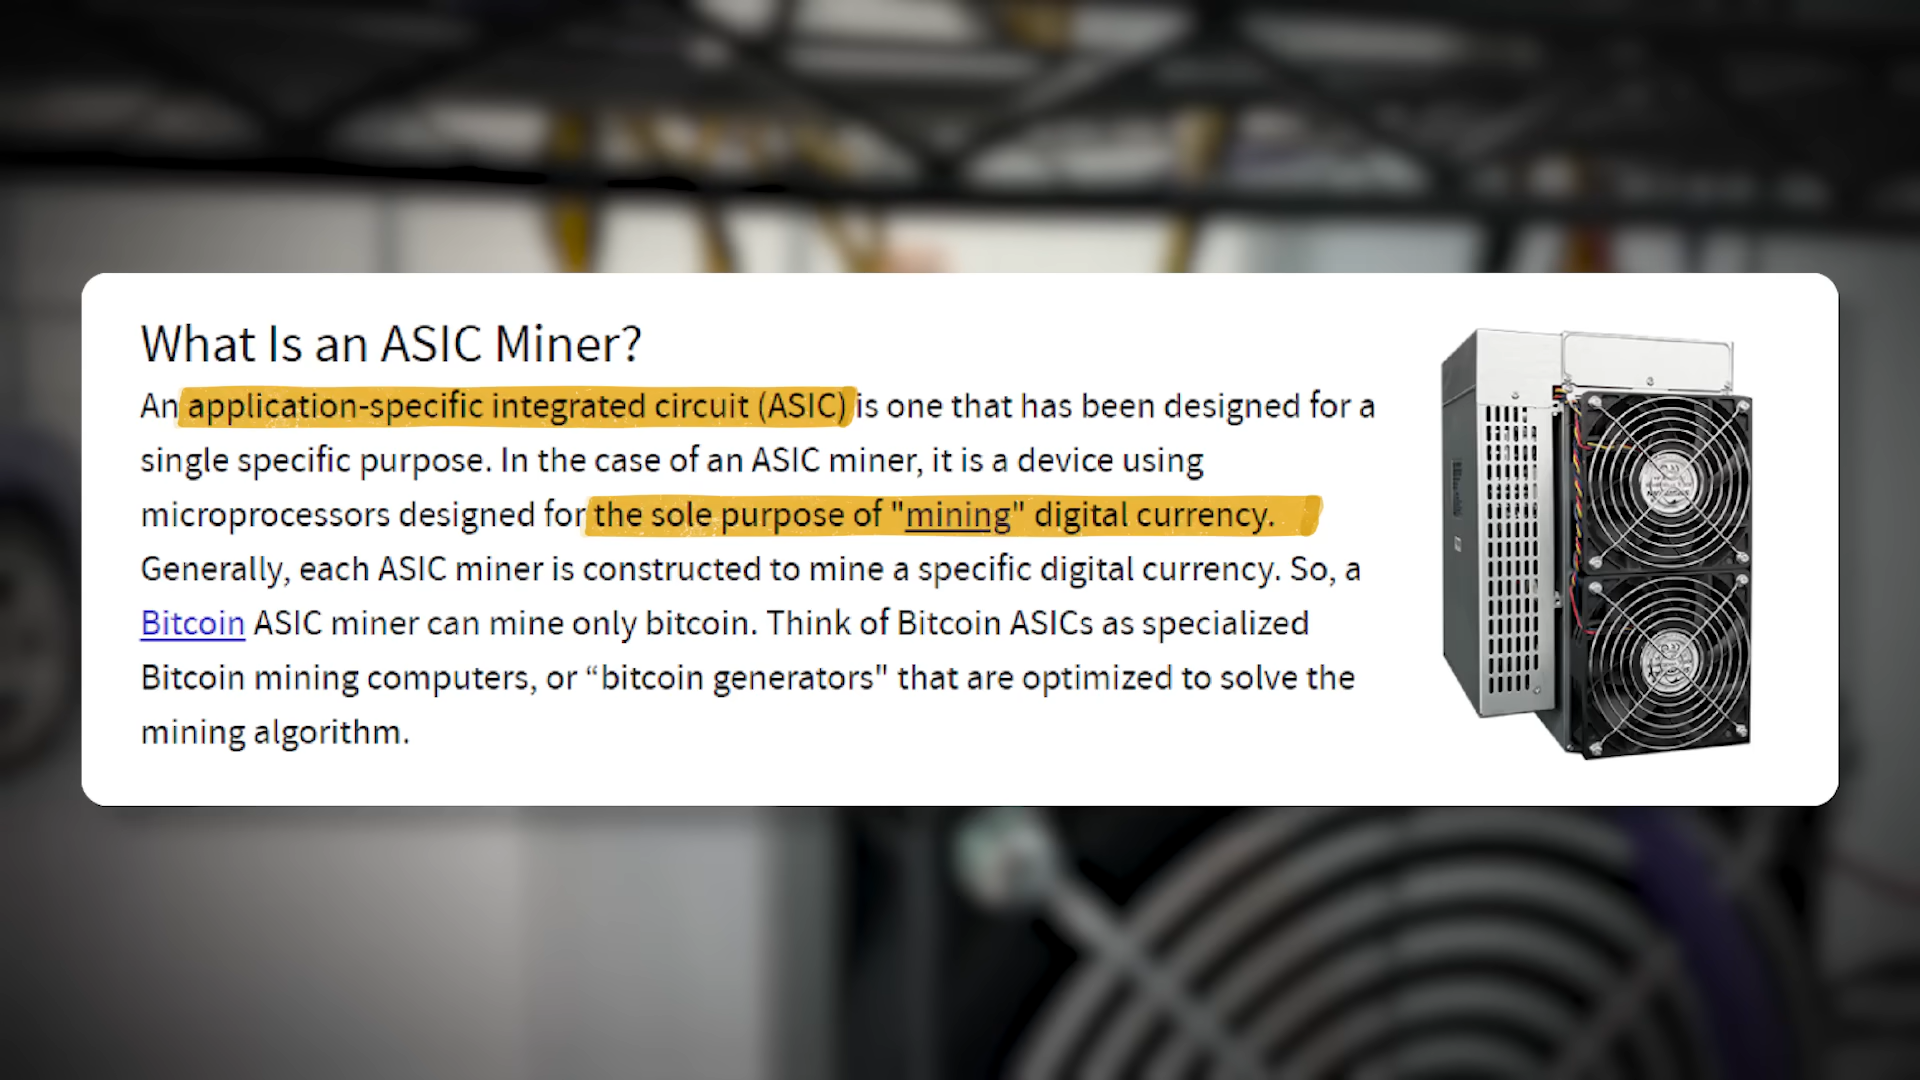 What Is an ASIC Miner?
An application-specific integrated circuit (ASIC) is one that has been designed for a
single specific purpose. In the case of an ASIC miner, it is a device using
microprocessors designed for the sole purpose of "mining" digital currency.
Generally, each ASIC miner is constructed to mine a specific digital currency. So, a
Bitcoin ASIC miner can mine only bitcoin. Think of Bitcoin ASICs as specialized
Bitcoin mining computers, or “bitcoin generators" that are optimized to solve the
mining algorithm.